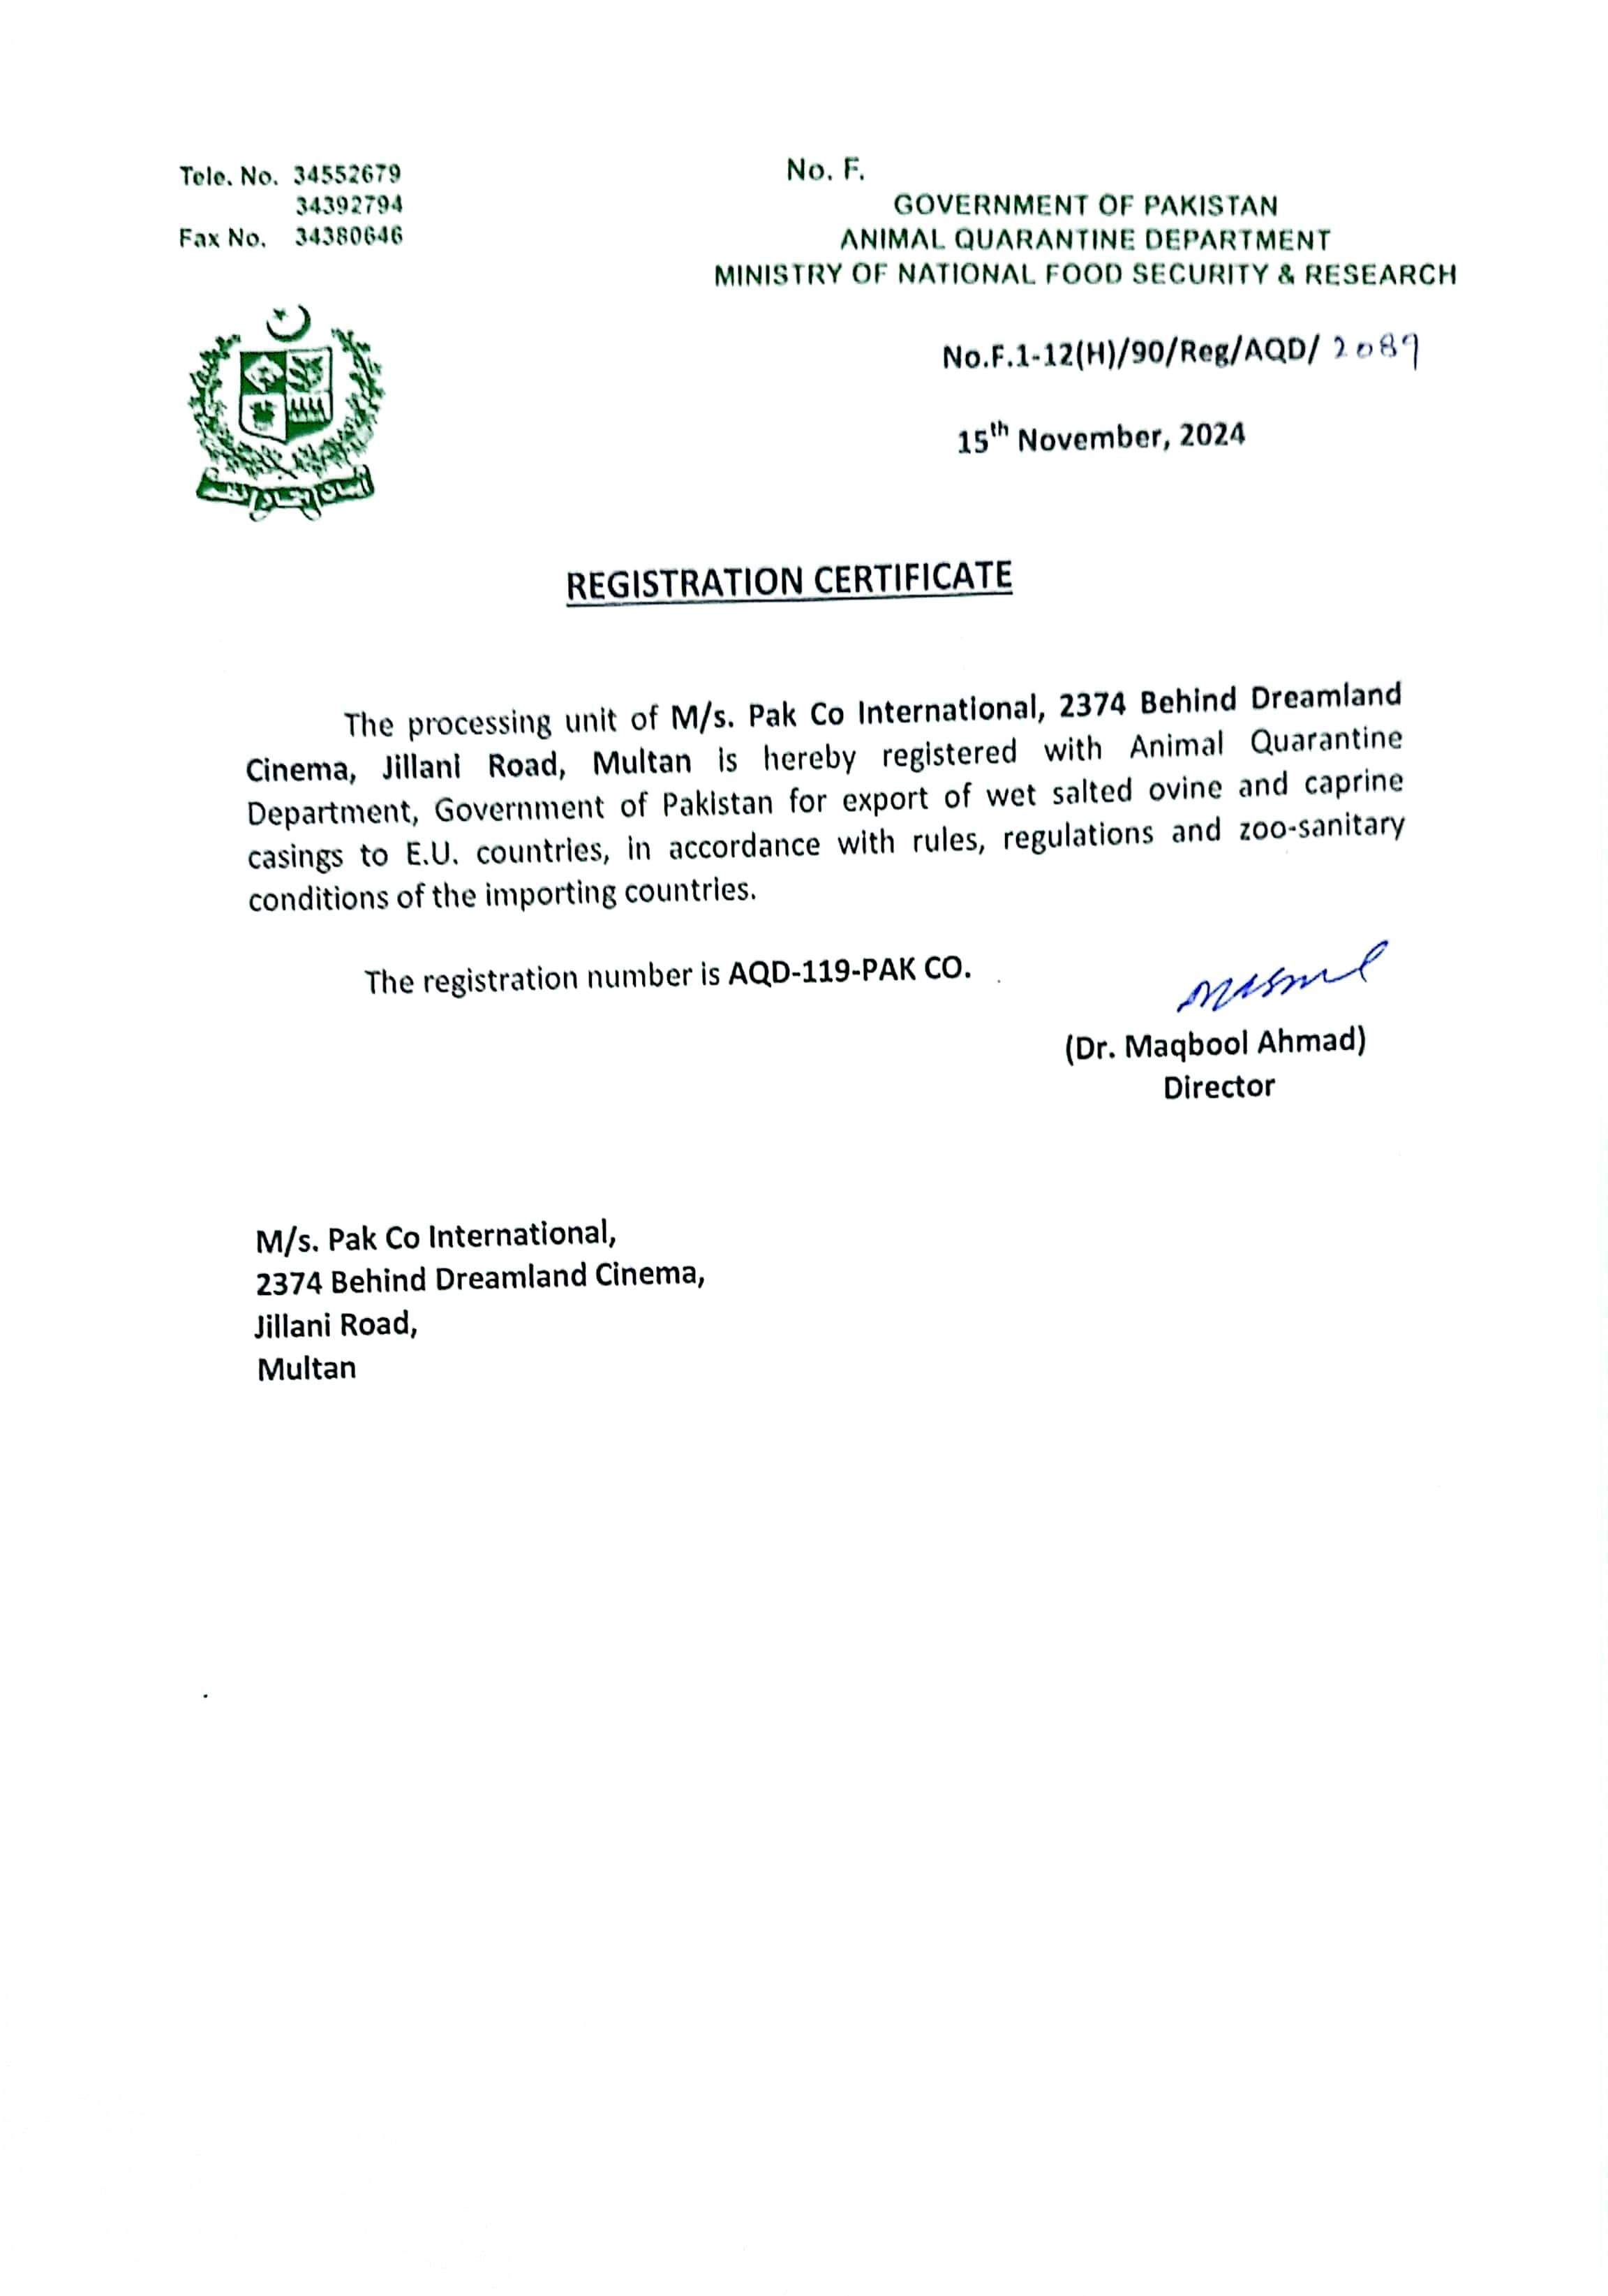 Tele. No. 34552679
34392794
Fax No. 34380646
No. F.
GOVERNMENT OF PAKISTAN
ANIMAL QUARANTINE DEPARTMENT
MINISTRY OF NATIONAL FOOD SECURITY & RESEARCH
No.F.1-12(H)/90/Reg/AQD/ 2089
15th November, 2024
REGISTRATION CERTIFICATE
The processing unit of M/s. Pak Co International, 2374 Behind Dreamland
Cinema, Jillani Road, Multan is hereby registered with Animal Quarantine
Department, Government of Pakistan for export of wet salted ovine and caprine
casings to E.U. countries, in accordance with rules, regulations and zoo-sanitary
conditions of the importing countries.
The registration number is AQD-119-PAK CO.
(Dr. Maqbool Ahmad)
Director
M/s. Pak Co International,
2374 Behind Dreamland Cinema,
Jillani Road,
Multan